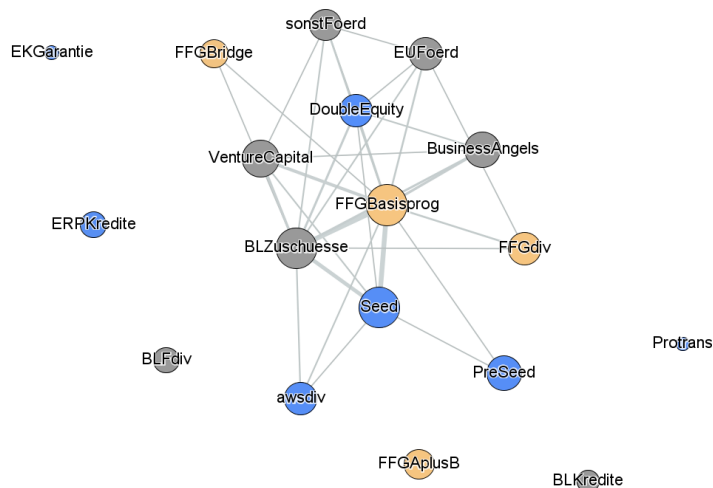 sonstFoerd
EKGarantie
FFGBridge
EUFoerd
DoubleEquity
VentureCapital
BusinessAngels
FFGBasisprog
ERPKredite
BLZuschuesse
FFGdiv
Seed
Protrans
BLFdiv
PreSeed
awsdiv
FFGAplusB
BLKredite